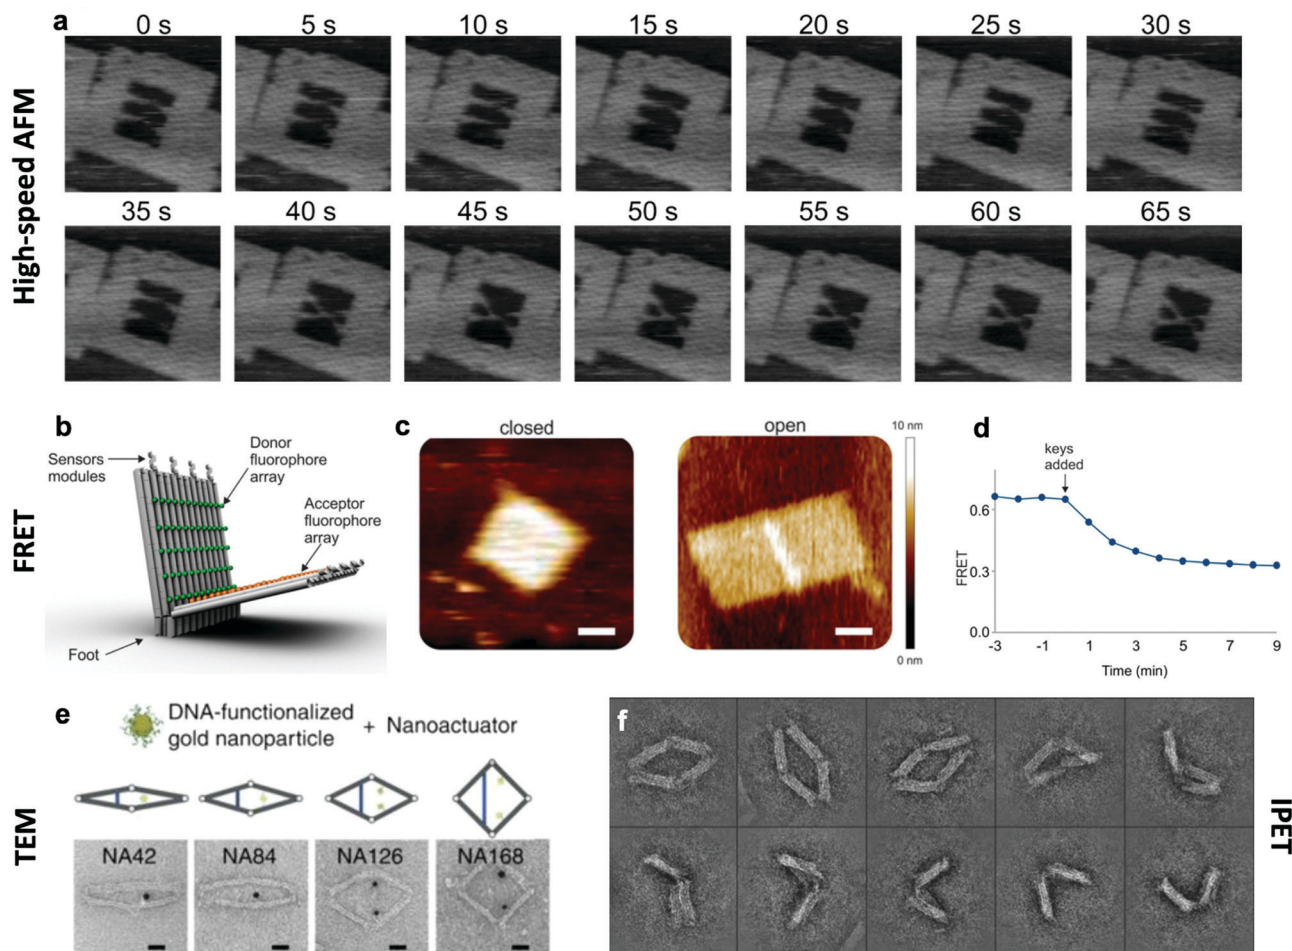 a
0 s 5 s 10 s 15 s 20 s 25 s 30 s
High-speed AFM
35 s 40 s 45 s 50 s 55 s 60 s 65 s
b
Sensors
modules
Donor
fluorophore
array
Acceptor
fluorophore
array
Foot
FRET
c
closed
open
10 nm
0 nm
d
keys
added
FRET
0.6
0.3
0.0
-3 -1 1 3 5 7 9
Time (min)
e
DNA-functionalized
gold nanoparticle
+ Nanoactuator
TEM
NA42 NA84 NA126 NA168
f
IPET